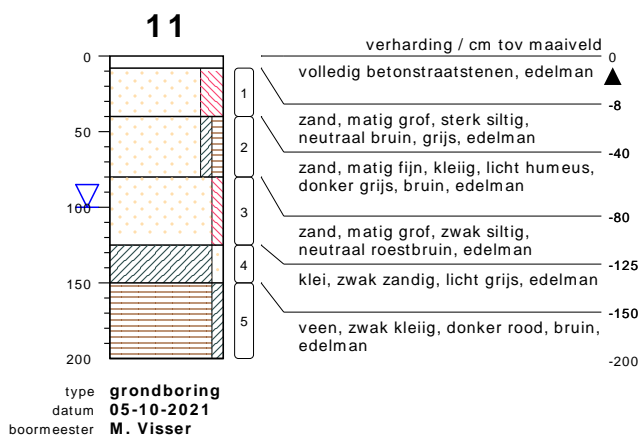 11
verharding / cm tov maaiveld
0
0
volledig betonstraatstenen, edelman
-8
1
zand, matig grof, sterk siltig,
neutraal bruin, grijs, edelman
-40
50
2
zand, matig fijn, kleiig, licht humeus,
donker grijs, bruin, edelman
-80
100
3
zand, matig grof, zwak siltig,
neutraal roestbruin, edelman
-125
4
klei, zwak zandig, licht grijs, edelman
150
-150
5
veen, zwak kleiig, donker rood, bruin,
edelman
200
-200
type grondboring
datum 05-10-2021
boormeester M. Visser